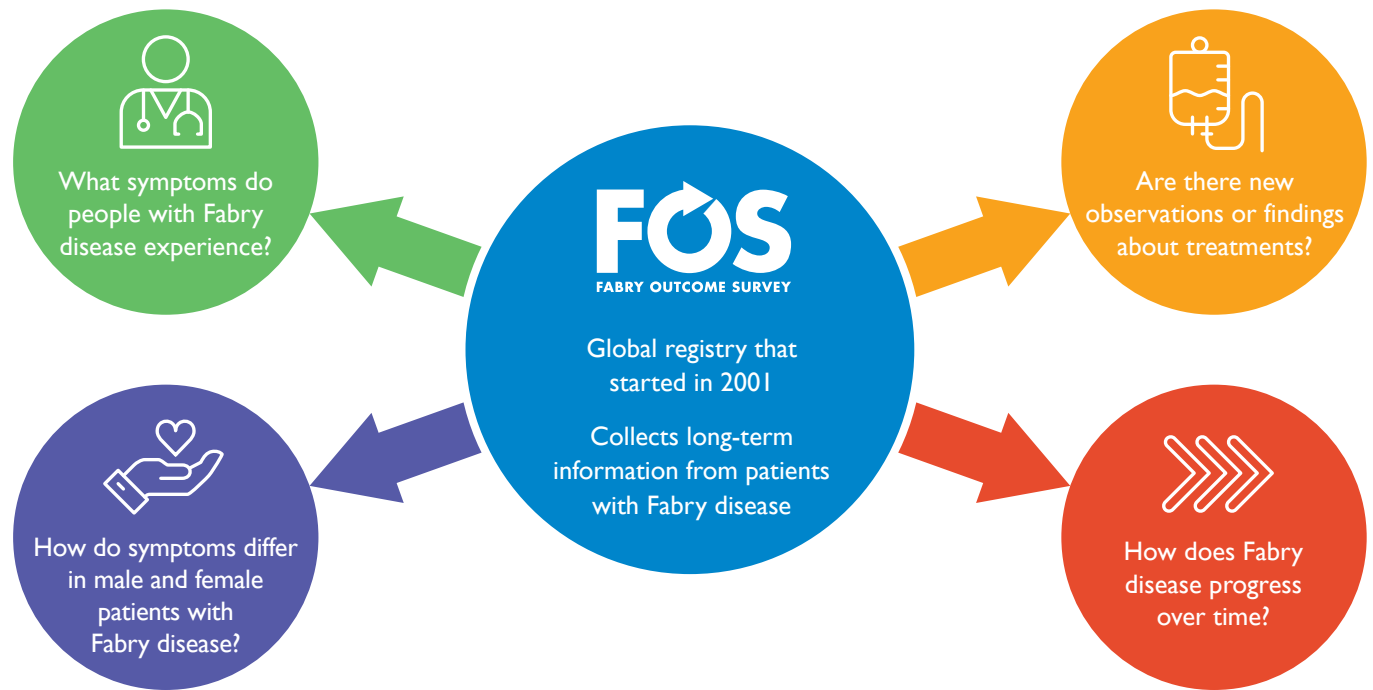 What symptoms do
people with Fabry
disease experience?
Are there new
observations or findings
about treatments?
FOS
FABRY OUTCOME SURVEY
Global registry that
started in 2001
Collects long-term
information from patients
with Fabry disease
How do symptoms differ
in male and female
patients with
Fabry disease?
How does Fabry
disease progress
over time?